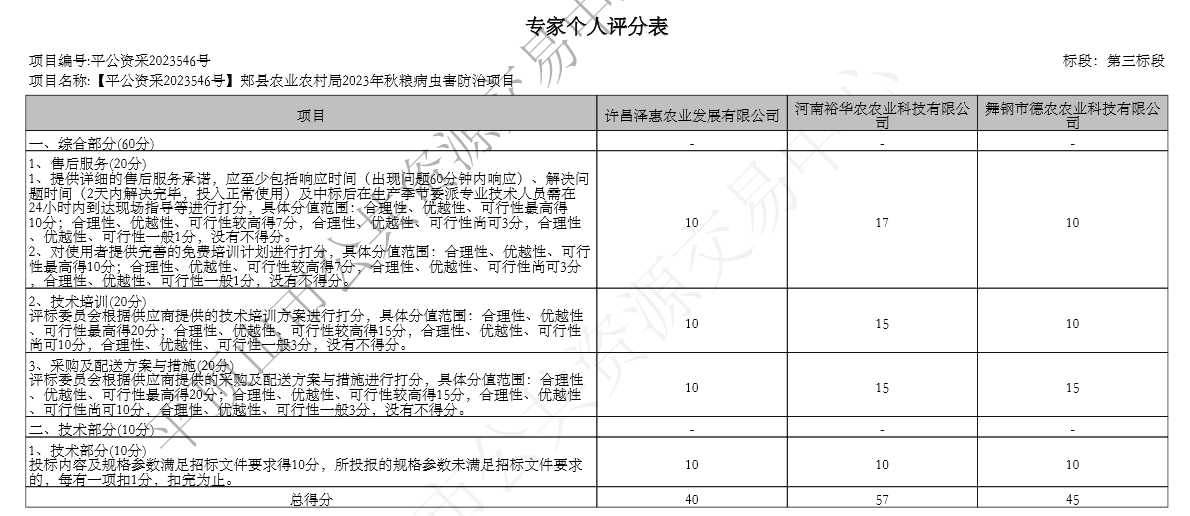 专家个人评分表
项目编号:平公资采2023546号
标段：第三标段
项目名称:【平公资采2023546号】郏县农业农村局2023年秋粮病虫害防治项目
项目
许昌泽惠农业发展有限公司
河南裕华农农业科技有限公
司
舞钢市德农农业科技有限公
司
一、综合部分(60分)
-
-
-
1、售后服务(20分)
1、提供详细的售后服务承诺，应至少包括响应时间（出现问题60分钟内响应）、解决问
题时间（2天内解决完毕，投入正常使用）及中标后在生产季节委派专业技术人员需在
24小时内到达现场指导等进行打分，具体分值范围：合理性、优越性、可行性最高得
10分；合理性、优越性、可行性较高得7分，合理性、优越性、可行性尚可3分，合理性
、优越性、可行性一般1分，没有不得分。
2、对使用者提供完善的免费培训计划进行打分，具体分值范围：合理性、优越性、可行
性最高得10分；合理性、优越性、可行性较高得7分，合理性、优越性、可行性尚可3分
，合理性、优越性、可行性一般1分，没有不得分。
10
17
10
2、技术培训(20分)
评标委员会根据供应商提供的技术培训方案进行打分，具体分值范围：合理性、优越性
、可行性最高得20分；合理性、优越性、可行性较高得15分，合理性、优越性、可行性
尚可10分，合理性、优越性、可行性一般3分，没有不得分。
10
15
10
3、采购及配送方案与措施(20分)
评标委员会根据供应商提供的采购及配送方案与措施进行打分，具体分值范围：合理性
、优越性、可行性最高得20分；合理性、优越性、可行性较高得15分，合理性、优越性
、可行性尚可10分，合理性、优越性、可行性一般3分，没有不得分。
10
15
15
二、技术部分(10分)
-
-
-
1、技术部分(10分)
投标内容及规格参数满足招标文件要求得10分，所投报的规格参数未满足招标文件要求
的，每有一项扣1分，扣完为止。
10
10
10
总得分
40
57
45